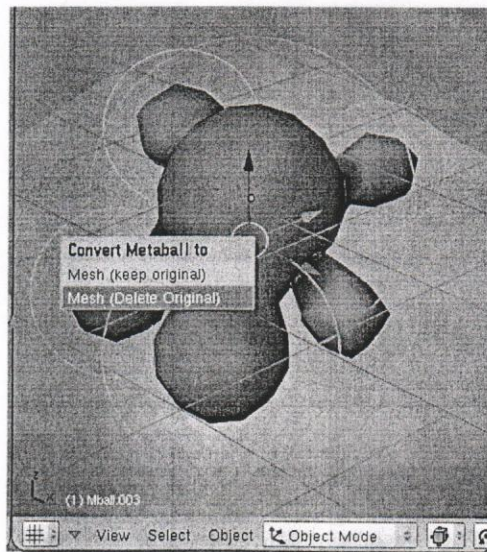 Convert Metaball to
Mesh (keep original)
Mesh (Delete Original)
z
x
(1) Mball.003
View Select Object Object Mode